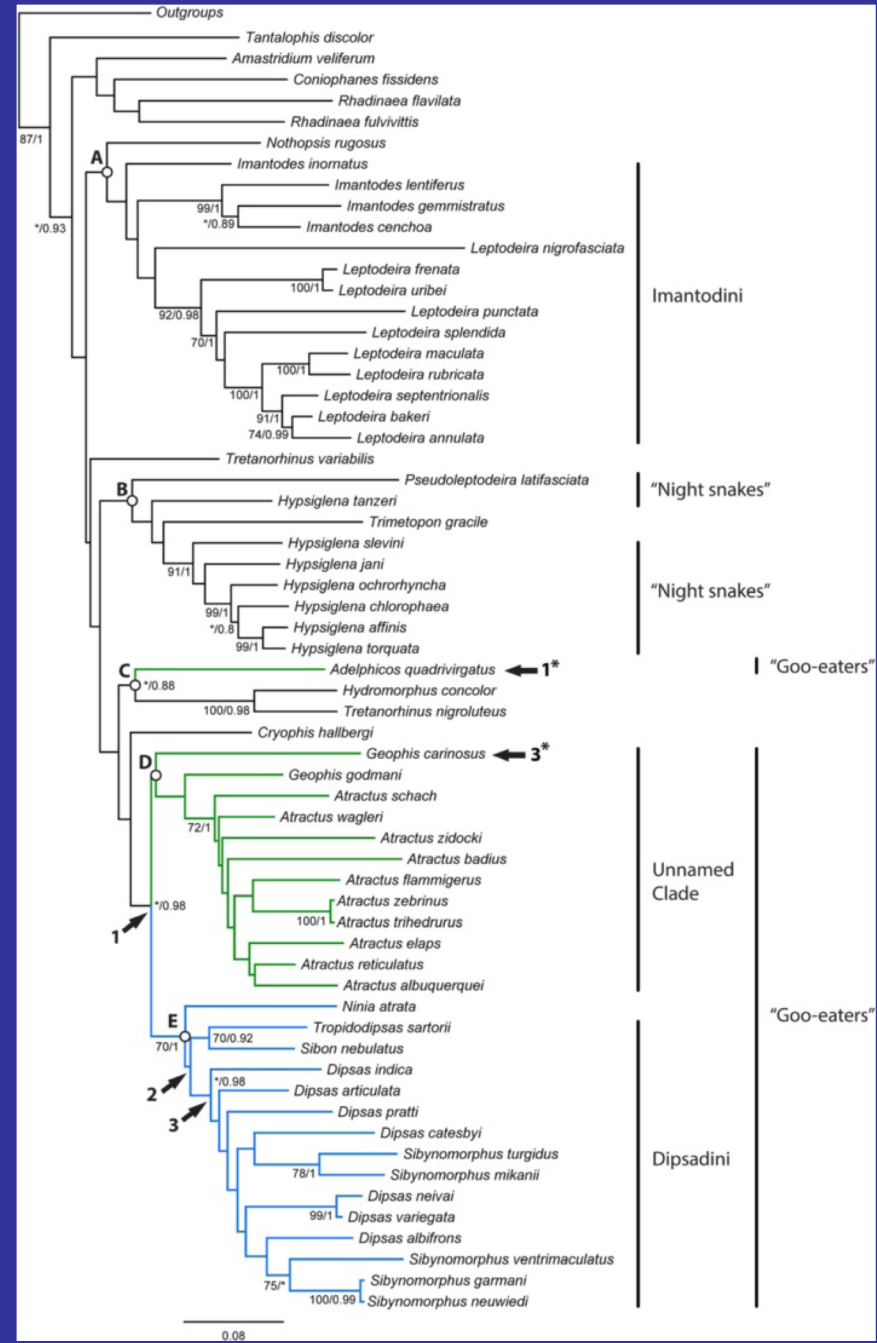 Outgroups
Tantalophis discolor
Amastridium veliferum
Coniophanes fissidens
Rhadinaea flavilata
87/1
Rhadinaea fulvivittis
Nothopsis rugosus
A
Imantodes inornatus
Imantodes lentiferus
99/1
Imantodes gemmistratus
*/0.89
*/0.93
Imantodes cenchoa
Leptodeira nigrofasciata
Leptodeira frenata
100/1
Leptodeira uribei
Imantodini
92/0.98
Leptodeira punctata
70/1
Leptodeira splendida
Leptodeira maculata
100/1
Leptodeira rubricata
100/1
Leptodeira septentrionalis
91/1
Leptodeira bakeri
74/0.99
Leptodeira annulata
Tretanorhinus variabilis
B
Pseudoleptodeira latifasciata
"Night snakes"
Hypsiglena tanzeri
Trimetopon gracile
Hypsiglena slevini
91/1
Hypsiglena jani
Hypsiglena ochrorhyncha
"Night snakes"
99/1
Hypsiglena chlorophaea
*/0.8
Hypsiglena affinis
99/1
Hypsiglena torquata
C
Adelphicos quadrivirgatus
1*
"Goo-eaters"
*/0.88
Hydromorphus concolor
100/0.98
Tretanorhinus nigroluteus
Cryophis hallbergi
Geophis carinosus
3*
D
Geophis godmani
Atractus schach
72/1
Atractus wagleri
Atractus zidocki
Atractus badius
Unnamed
Clade
Atractus flammigerus
Atractus zebrinus
100/1
Atractus trihedrurus
*/0.98
1
Atractus elaps
Atractus reticulatus
Atractus albuquerquei
Ninia atrata
"Goo-eaters"
E
Tropidodipsas sartorii
70/1
70/0.92
Sibon nebulatus
Dipsas indica
*/0.98
2
Dipsas articulata
3
Dipsas pratti
Dipsas catesbyi
Sibynomorphus turgidus
Dipsadini
78/1
Sibynomorphus mikanii
Dipsas neivai
99/1
Dipsas variegata
Dipsas albifrons
Sibynomorphus ventrimaculatus
75/*
Sibynomorphus garmani
100/0.99
Sibynomorphus neuwiedi
0.08